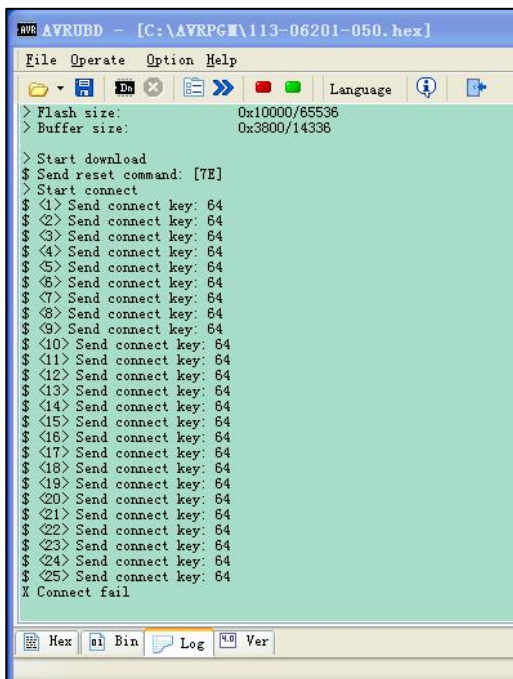 AVR AVRUBD - [C:\AVRPGM\113-06201-050.hex]
File Operate Option Help
Dn Language
> Flash size: 0x10000/65536
> Buffer size: 0x3800/14336
> Start download
$ Send reset command: [7E]
> Start connect
$ <1> Send connect key: 64
$ <2> Send connect key: 64
$ <3> Send connect key: 64
$ <4> Send connect key: 64
$ <5> Send connect key: 64
$ <6> Send connect key: 64
$ <7> Send connect key: 64
$ <8> Send connect key: 64
$ <9> Send connect key: 64
$ <10> Send connect key: 64
$ <11> Send connect key: 64
$ <12> Send connect key: 64
$ <13> Send connect key: 64
$ <14> Send connect key: 64
$ <15> Send connect key: 64
$ <16> Send connect key: 64
$ <17> Send connect key: 64
$ <18> Send connect key: 64
$ <19> Send connect key: 64
$ <20> Send connect key: 64
$ <21> Send connect key: 64
$ <22> Send connect key: 64
$ <23> Send connect key: 64
$ <24> Send connect key: 64
$ <25> Send connect key: 64
X Connect fail
Hex 01 Bin Log 4.0 Ver